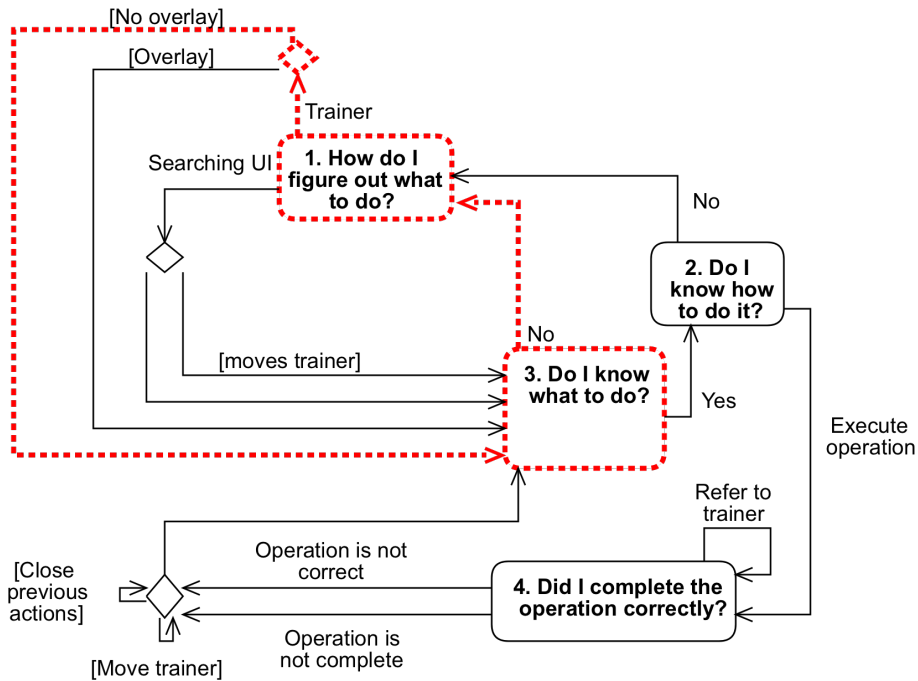 [No overlay]
[Overlay]
Trainer
Searching UI
1. How do I
figure out what
to do?
No
2. Do I
know how
to do it?
No
[moves trainer]
3. Do I know
what to do?
Yes
Execute
operation
Refer to
trainer
Operation is not
correct
[Close
previous
actions]
4. Did I complete the
operation correctly?
Operation is
not complete
[Move trainer]